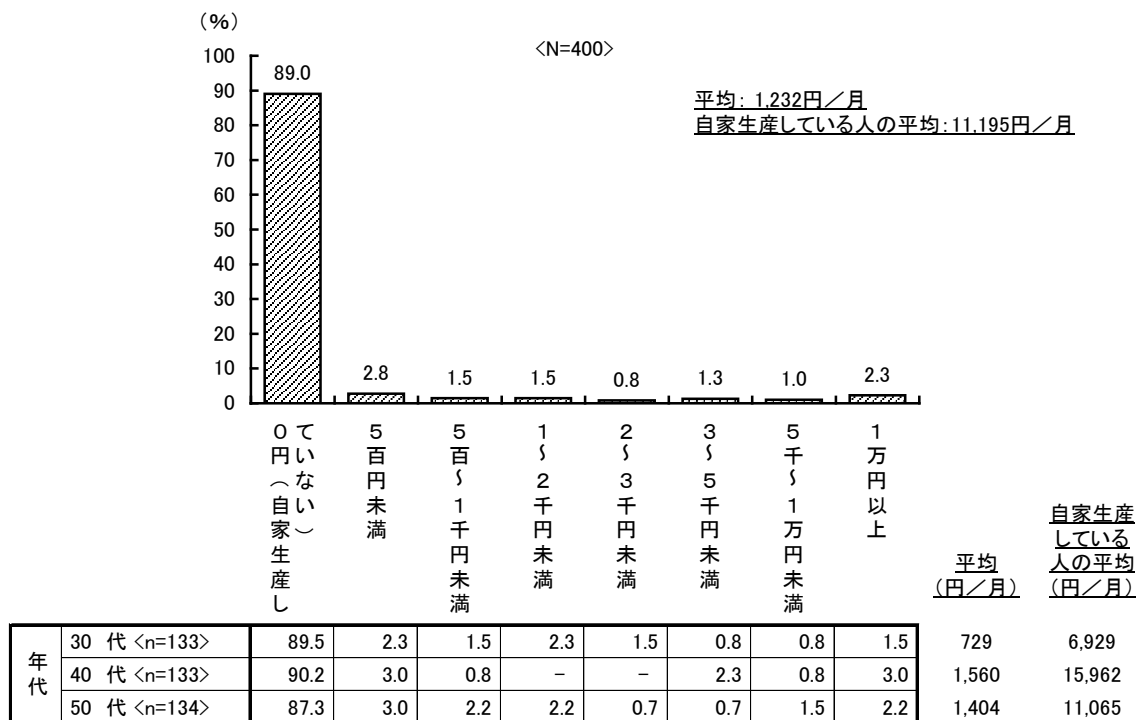 (%)
<N=400>
平均: 1,232円／月
自家生産している人の平均:11,195円／月
100
90
80
70
60
50
40
30
20
10
0
89.0
2.8
1.5
1.5
0.8
1.3
1.0
2.3
０円（自家生産し
ていない）
５百円未満
５百～１千円未満
１～２千円未満
２～３千円未満
３～５千円未満
５千～１万円未満
１万円以上
平均
(円／月)
自家生産
している
人の平均
(円／月)
年代
30 代 <n=133> 89.5 2.3 1.5 2.3 1.5 0.8 0.8 1.5 729 6,929
40 代 <n=133> 90.2 3.0 0.8 － － 2.3 0.8 3.0 1,560 15,962
50 代 <n=134> 87.3 3.0 2.2 2.2 0.7 0.7 1.5 2.2 1,404 11,065